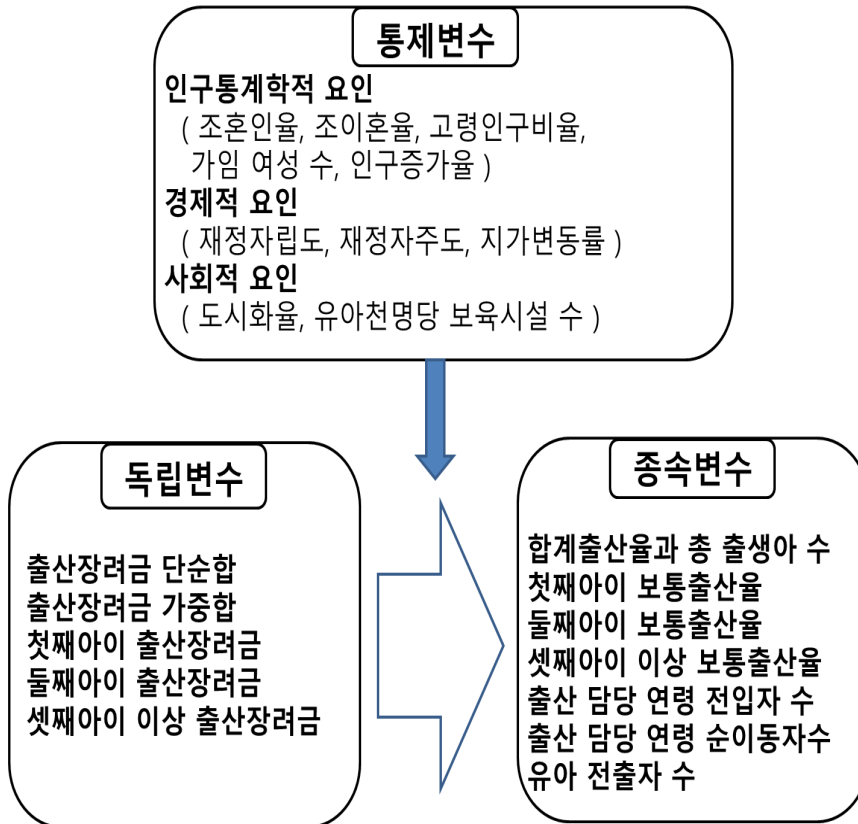 통제변수
인구통계학적 요인
( 조혼인율, 조이혼율, 고령인구비율,
가임 여성 수, 인구증가율 )
경제적 요인
( 재정자립도, 재정자주도, 지가변동률 )
사회적 요인
( 도시화율, 유아천명당 보육시설 수 )
독립변수
출산장려금 단순합
출산장려금 가중합
첫째아이 출산장려금
둘째아이 출산장려금
셋째아이 이상 출산장려금
종속변수
합계출산율과 총 출생아 수
첫째아이 보통출산율
둘째아이 보통출산율
셋째아이 이상 보통출산율
출산 담당 연령 전입자 수
출산 담당 연령 순이동자수
유아 전출자 수